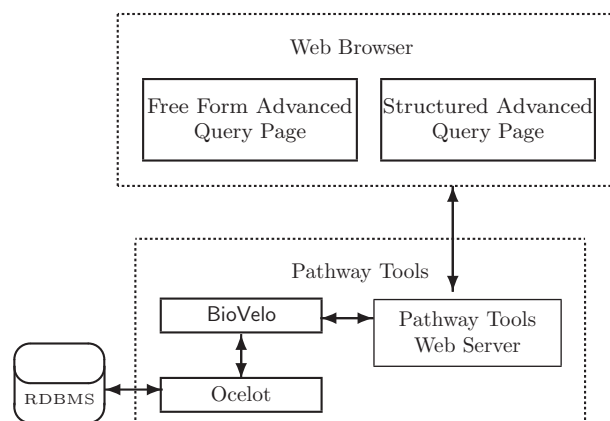 Web Browser
Free Form Advanced
Query Page
Structured Advanced
Query Page
Pathway Tools
BioVelo
Pathway Tools
Web Server
RDBMS
Ocelot